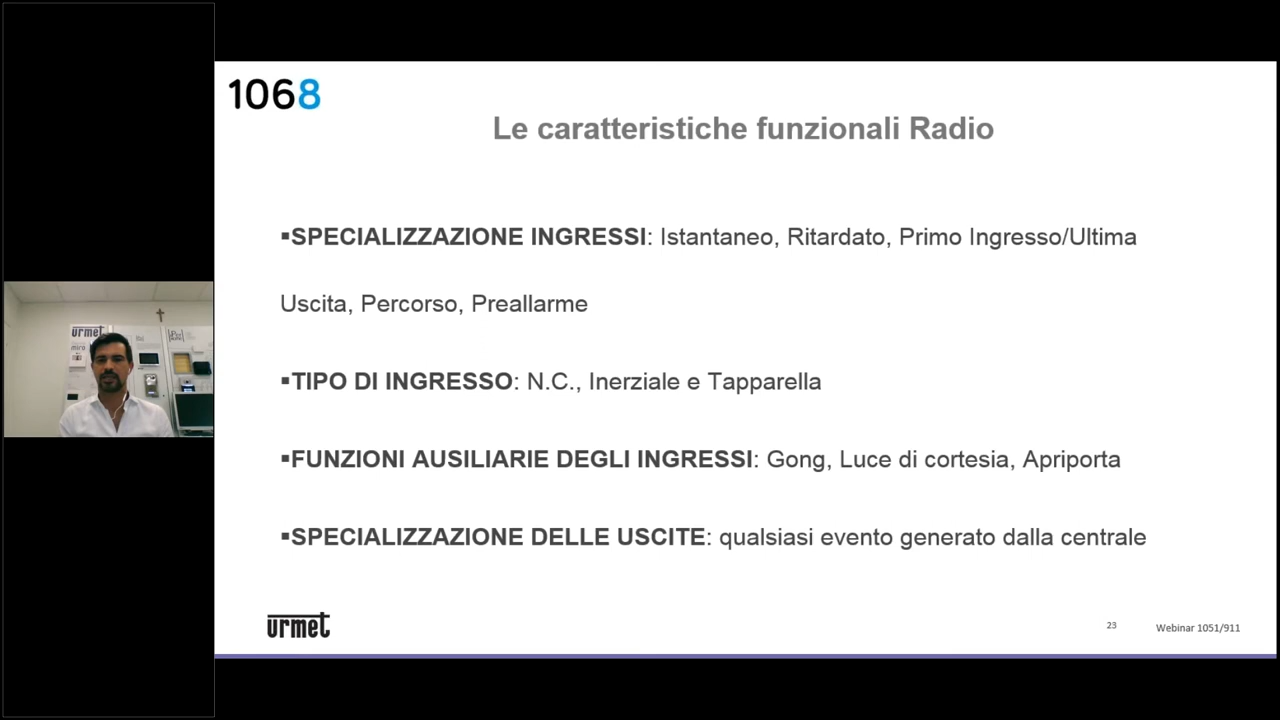 1068
Le caratteristiche funzionali Radio
▪SPECIALIZZAZIONE INGRESSI: Istantaneo, Ritardato, Primo Ingresso/Ultima
Uscita, Percorso, Preallarme
▪TIPO DI INGRESSO: N.C., Inerziale e Tapparella
▪FUNZIONI AUSILIARIE DEGLI INGRESSI: Gong, Luce di cortesia, Apriporta
▪SPECIALIZZAZIONE DELLE USCITE: qualsiasi evento generato dalla centrale
urmet
miro
urmet
23
Webinar 1051/911